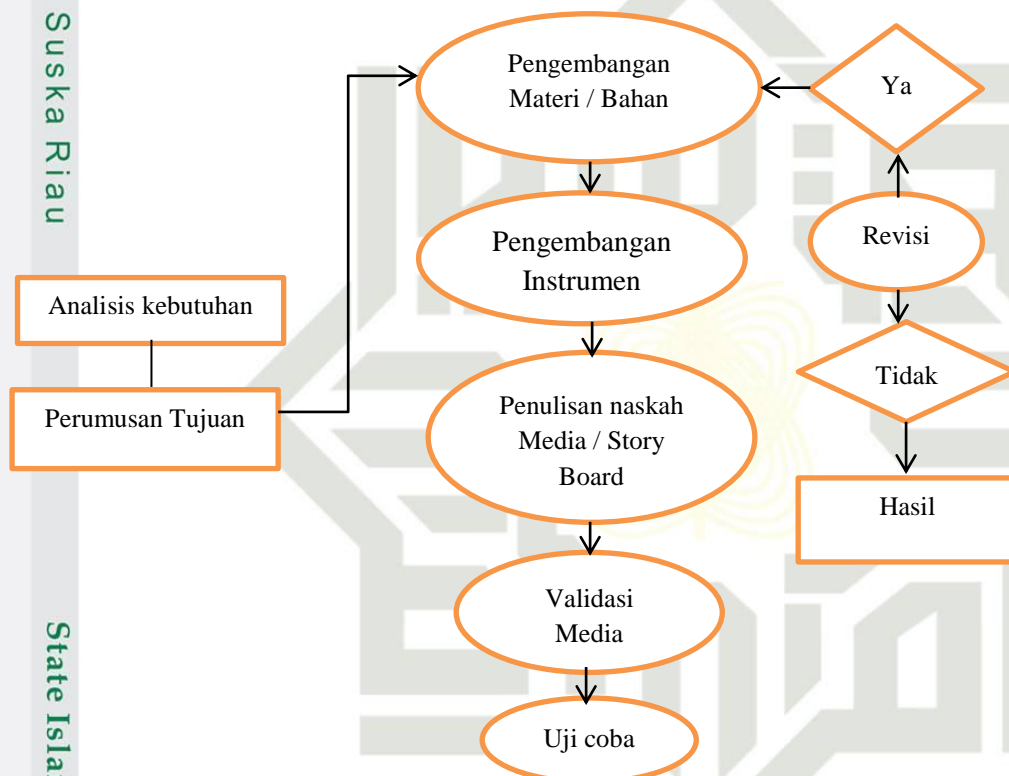 Suska Riau
State Islam
Pengembangan
Materi / Bahan
Ya
Pengembangan
Instrumen
Revisi
Analisis kebutuhan
Perumusan Tujuan
Penulisan naskah
Media / Story
Board
Tidak
Hasil
Validasi
Media
Uji coba